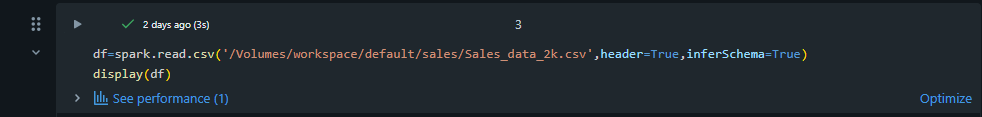 2 days ago (3s)
3
df=spark.read.csv('/Volumes/workspace/default/sales/Sales_data_2k.csv',header=True,inferSchema=True)
display(df)
See performance (1)
Optimize